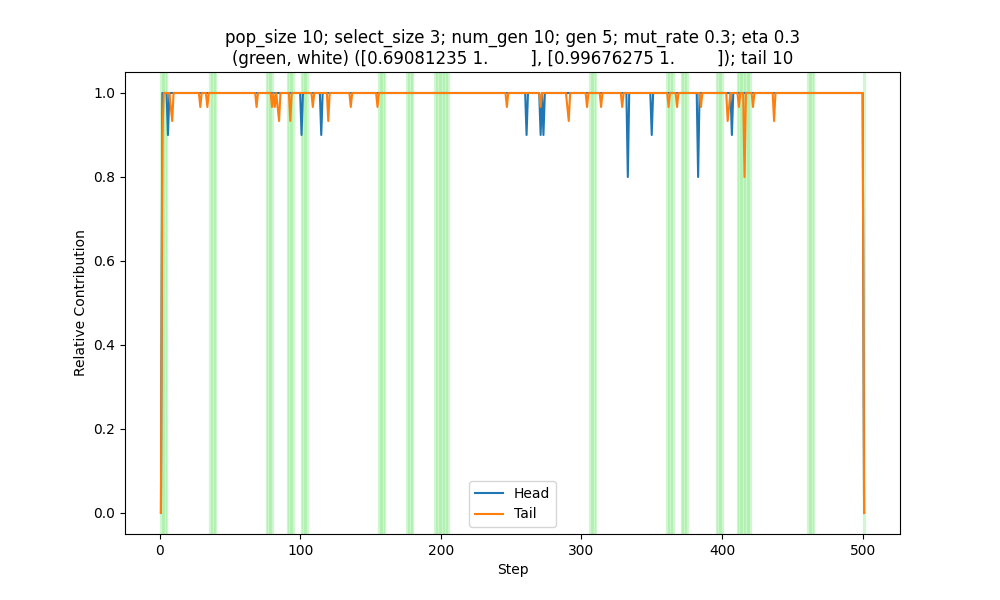 pop_size 10; select_size 3; num_gen 10; gen 5; mut_rate 0.3; eta 0.3
(green, white) ([0.69081235 1.        ], [0.99676275 1.        ]); tail 10
Relative Contribution
1.0
0.8
0.6
0.4
0.2
0.0
Head
Tail
0
100
200
300
400
500
Step